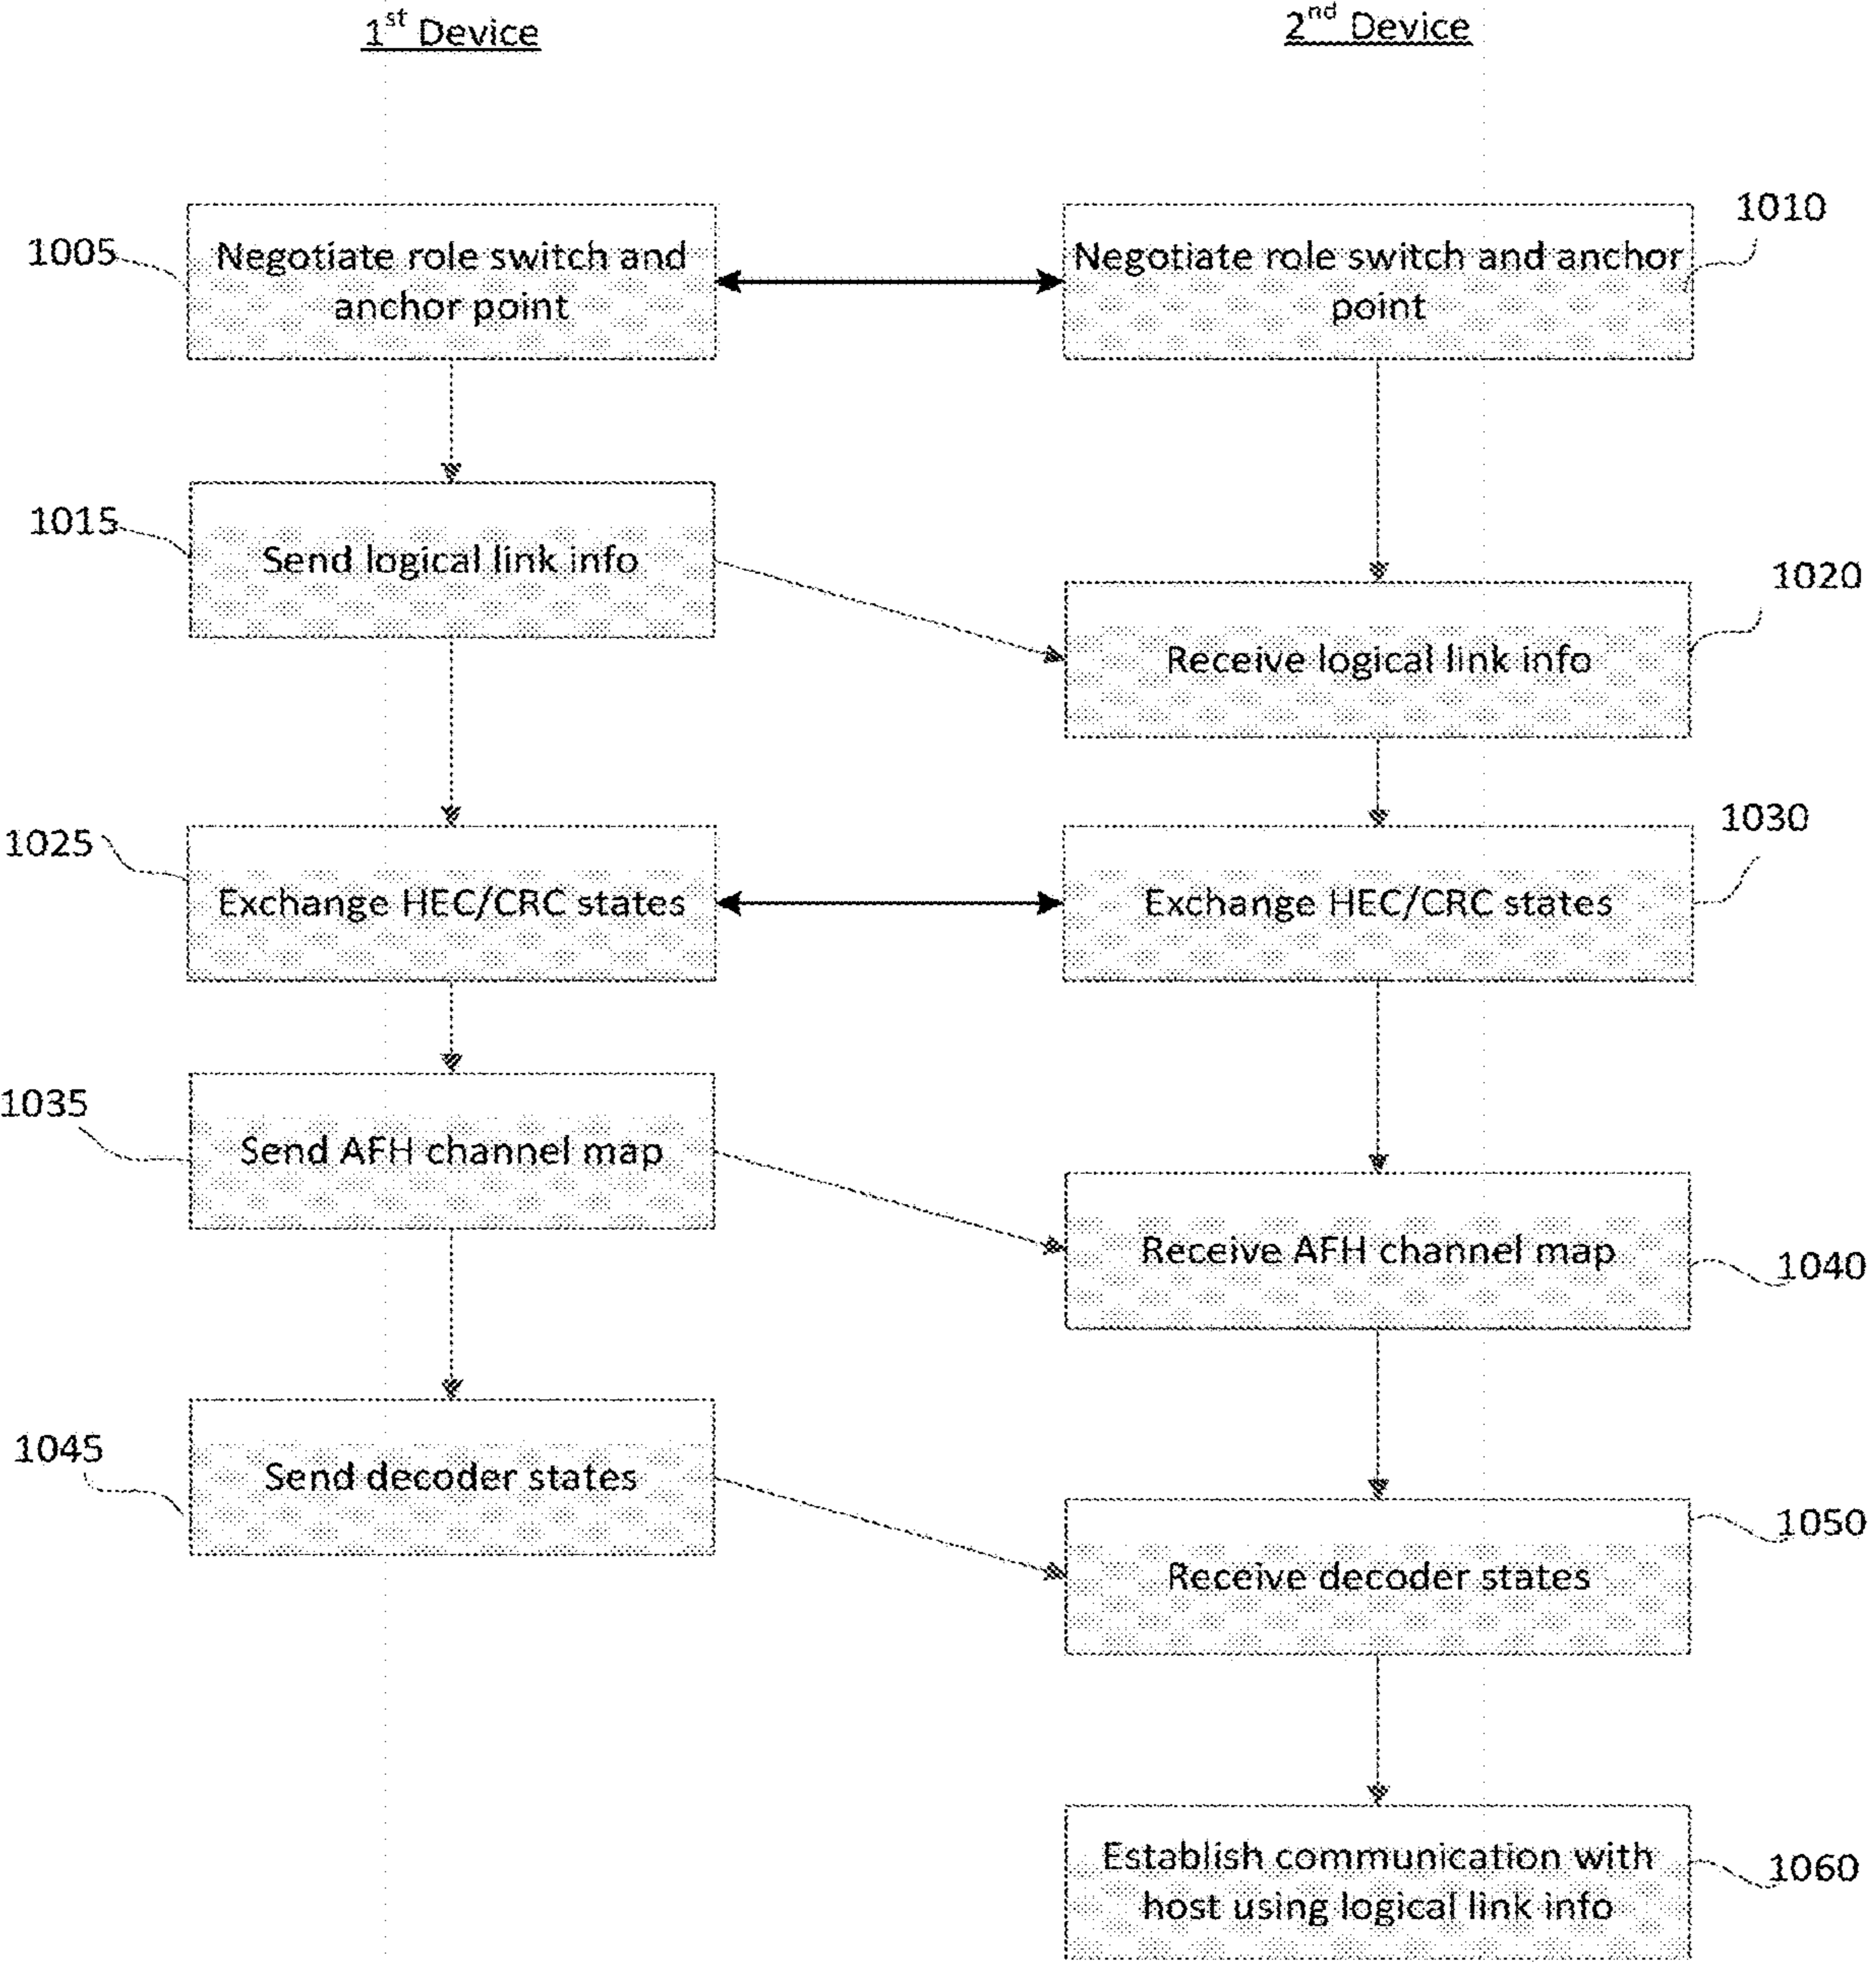 1st Device
2nd Device
1005
Negotiate role switch and
anchor point
Negotiate role switch and anchor
point
1010
1015
Send logical link info
Receive logical link info
1020
1025
Exchange HEC/CRC states
Exchange HEC/CRC states
1030
1035
Send AFH channel map
Receive AFH channel map
1040
1045
Send decoder states
Receive decoder states
1050
Establish communication with
host using logical link info
1060